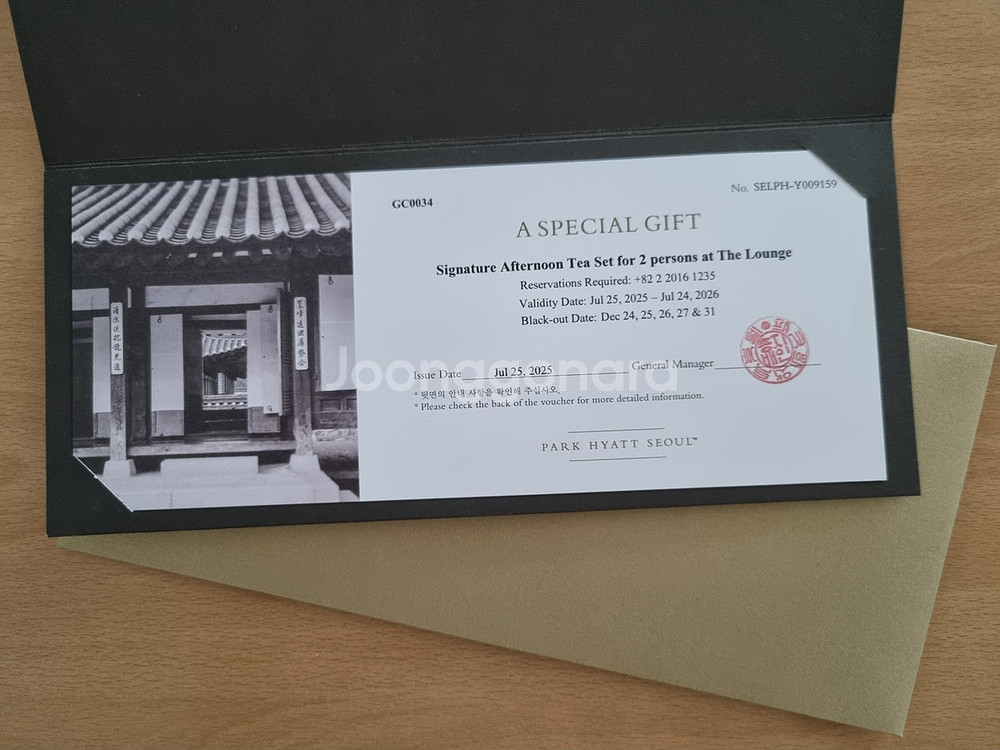 GC0034
No. SELPH-Y009159
A SPECIAL GIFT
Signature Afternoon Tea Set for 2 persons at The Lounge
Reservations Required: +82 2 2016 1235
Validity Date: Jul 25, 2025 – Jul 24, 2026
Black-out Date: Dec 24, 25, 26, 27 & 31
Issue Date Jul 25, 2025 General Manager
* 뒷면의 안내 사항을 확인해 주십시오.
* Please check the back of the voucher for more detailed information.
PARK HYATT SEOUL™
Joonggonara